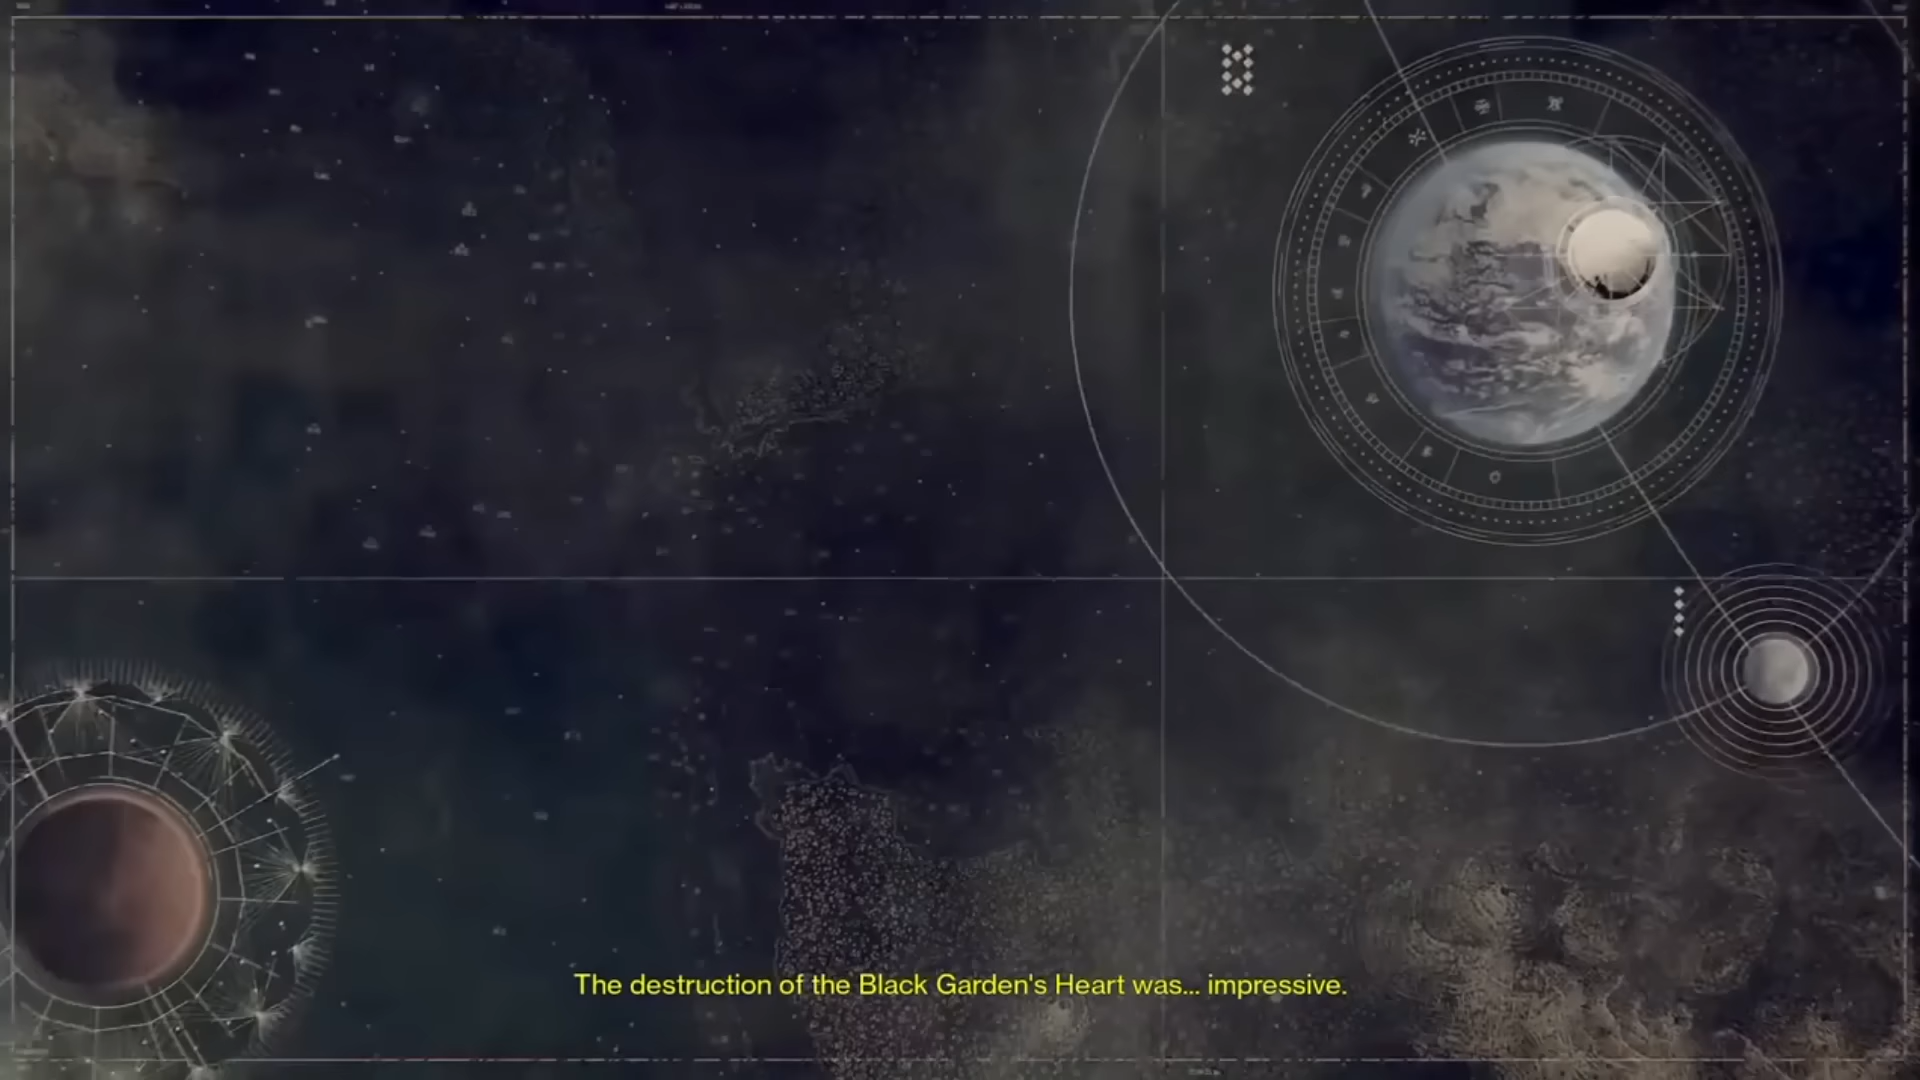 The destruction of the Black Garden's Heart was... impressive.